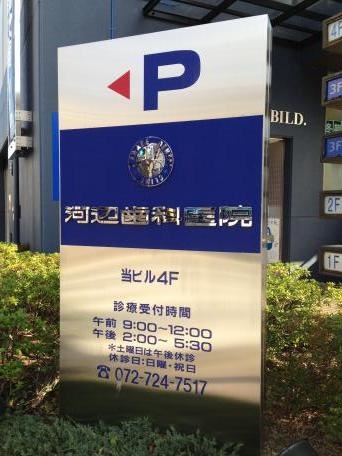 P
BILD.
河辺歯科医院
当ビル4F
診療受付時間
午前 9:00~12:00
午後 2:00~ 5:30
*土曜日は午後休診
休診日:日曜・祝日
☎072-724-7517
4F
3F
3F
2F
1F